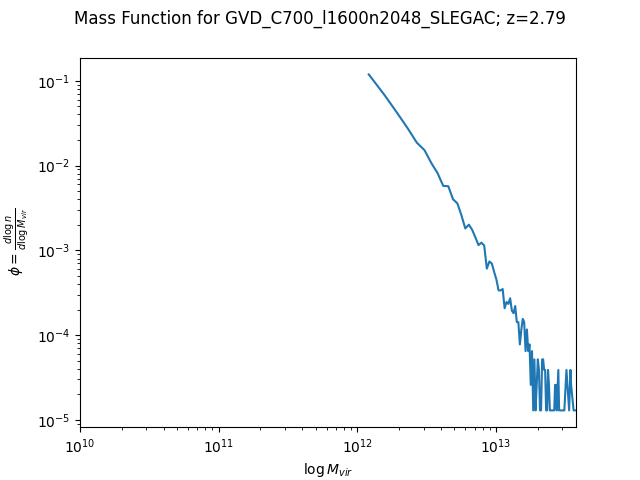 Mass Function for GVD_C700_l1600n2048_SLEGAC; z=2.79
10⁻¹
10⁻²
10⁻³
10⁻⁴
10⁻⁵
ϕ = d log n / d log M_vir
10¹⁰ 10¹¹ 10¹² 10¹³
log M_vir